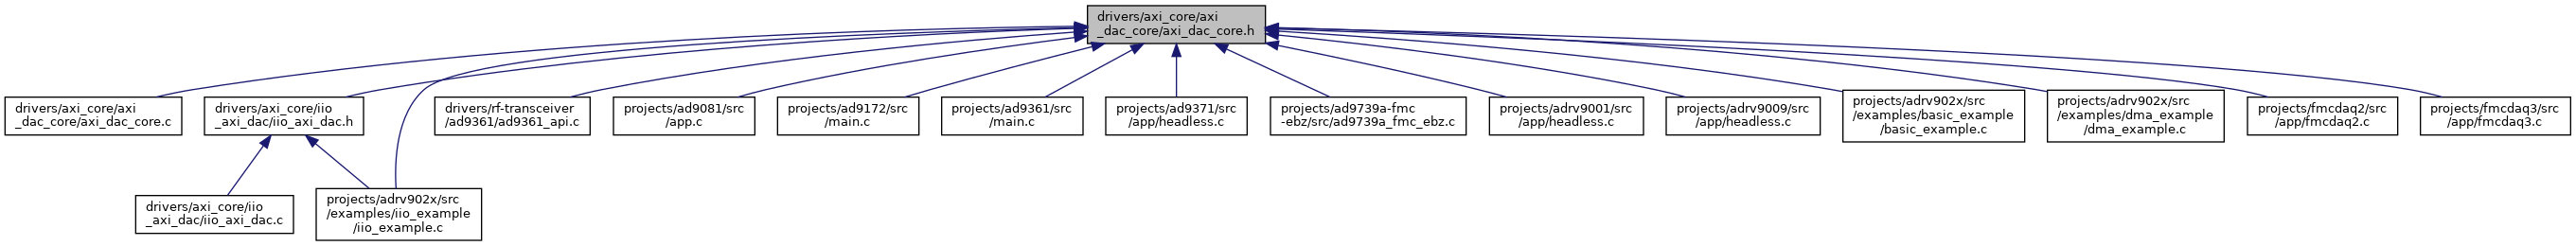 drivers/axi_core/axi
_dac_core/axi_dac_core.h
drivers/axi_core/axi
_dac_core/axi_dac_core.c
drivers/axi_core/iio
_axi_dac/iio_axi_dac.h
drivers/rf-transceiver
/ad9361/ad9361_api.c
projects/ad9081/src
/app.c
projects/ad9172/src
/main.c
projects/ad9361/src
/main.c
projects/ad9371/src
/app/headless.c
projects/ad9739a-fmc
-ebz/src/ad9739a_fmc_ebz.c
projects/adrv9001/src
/app/headless.c
projects/adrv9009/src
/app/headless.c
projects/adrv902x/src
/examples/basic_example
/basic_example.c
projects/adrv902x/src
/examples/dma_example
/dma_example.c
projects/fmcdaq2/src
/app/fmcdaq2.c
projects/fmcdaq3/src
/app/fmcdaq3.c
drivers/axi_core/iio
_axi_dac/iio_axi_dac.c
projects/adrv902x/src
/examples/iio_example
/iio_example.c